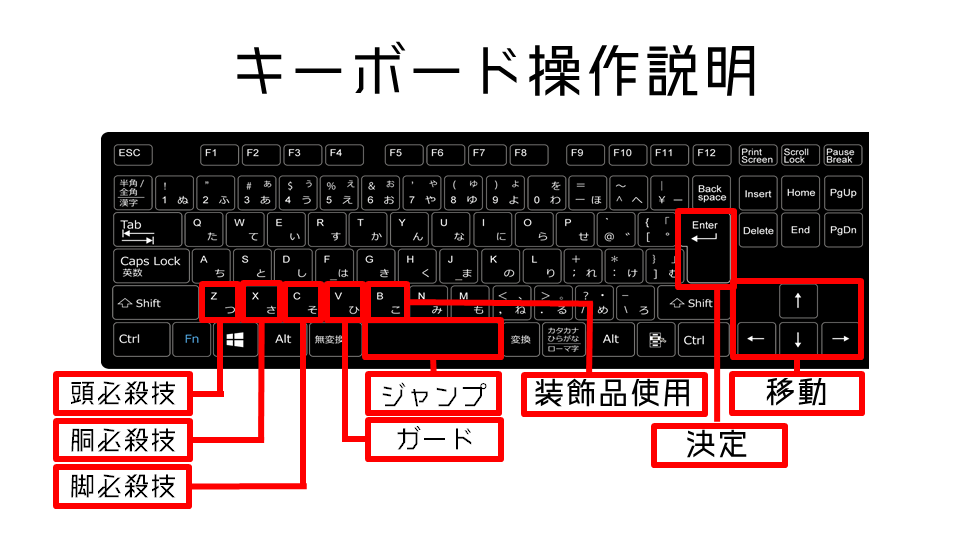 キーボード操作説明
ESC F1 F2 F3 F4 F5 F6 F7 F8 F9 F10 F11 F12 Print Screen Scroll Lock Pause Break
半角/全角 漢字 ! 1 ぬ " 2 ふ # ぁ 3 あ $ ぅ 4 う % ぇ 5 え & ぉ 6 お ' ゃ 7 や ( ゅ 8 ゆ ) ょ 9 よ を 0 わ = - ほ ~ ^ へ | ¥ ー Back space Insert Home PgUp
Tab Q た W て E い R す T か Y ん U な I に O ら P せ ` @ ゛ { 「 [ ゜ Enter Delete End PgDn
Caps Lock 英数 A ち S と D し F は G き H く J ま K の L り + ; れ * : け } 」 ] む
Shift Z つ X さ C そ V ひ B こ N み M も < 、 , ね > 。 . る ? ・ / め _ \ ろ Shift ↑
Ctrl Fn Alt 無変換 変換 カタカナ ひらがな ローマ字 Alt Ctrl ← ↓ →
頭必殺技
ジャンプ
装飾品使用
移動
胴必殺技
ガード
決定
脚必殺技